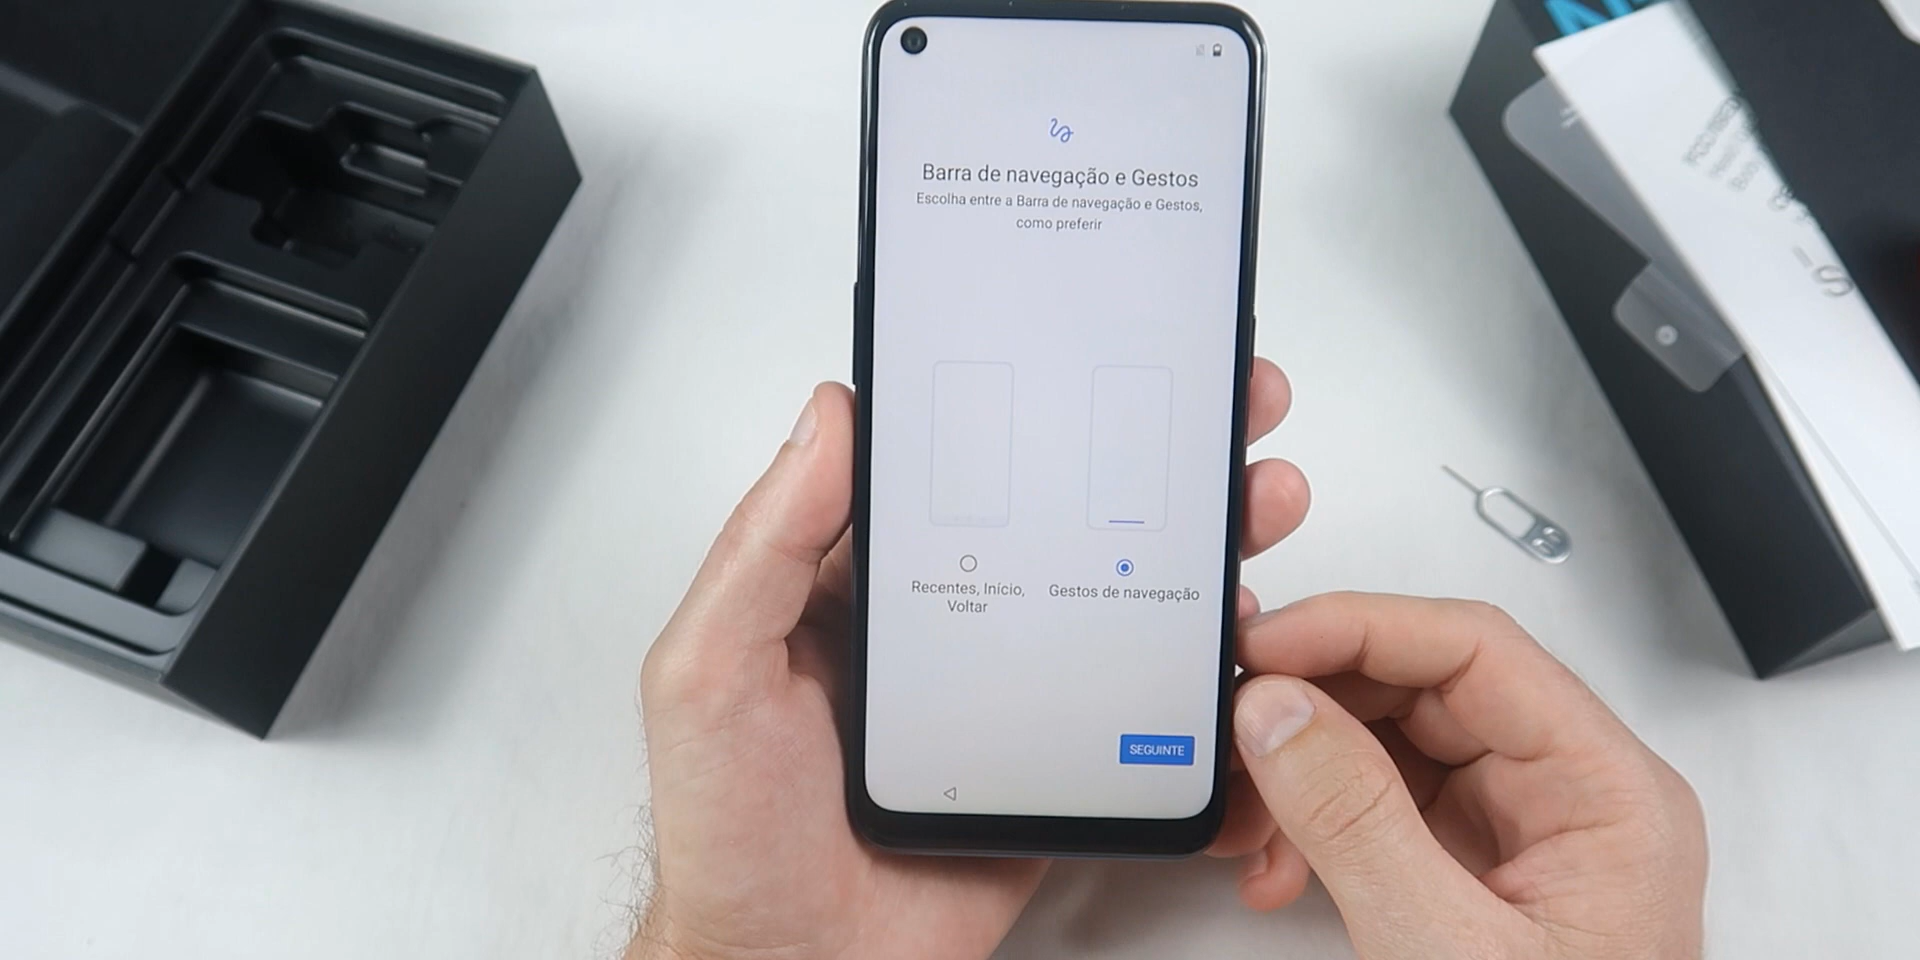 Barra de navegação e Gestos
Escolha entre a Barra de navegação e Gestos,
como preferir
Recentes, Início,
Voltar
Gestos de navegação
SEGUINTE